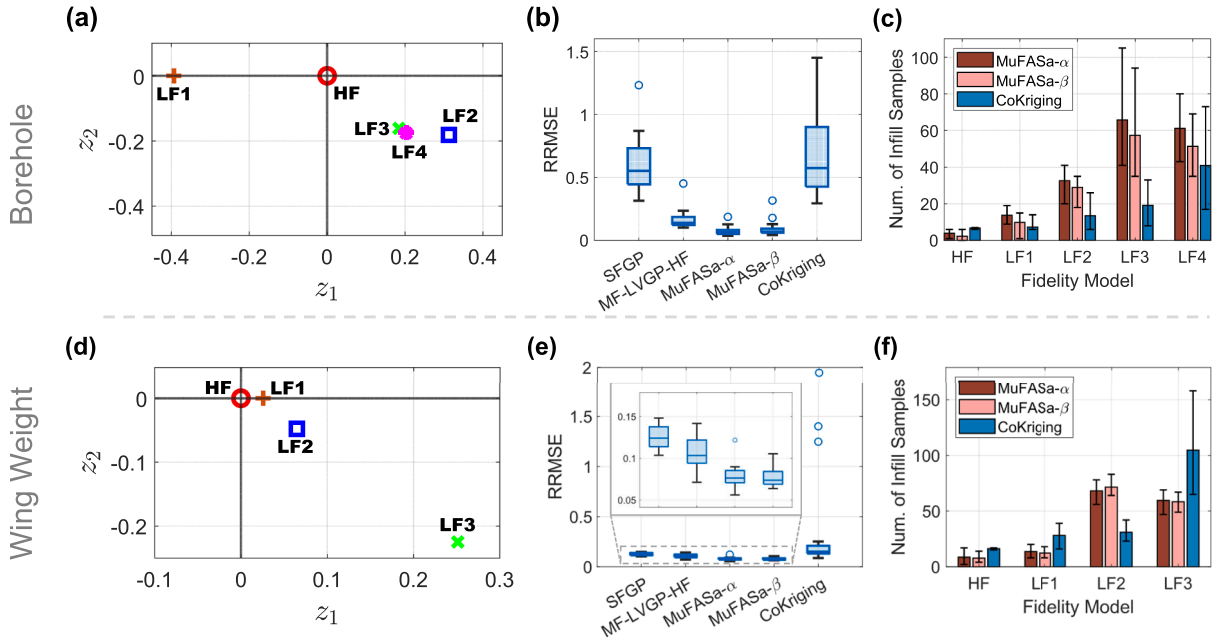 (a)
(b)
(c)
Borehole
z₂
0
-0.2
-0.4
LF1
HF
LF3
LF4
LF2
-0.4
-0.2
0
0.2
0.4
z₁
RRMSE
1.5
1
0.5
0
SFGP
MF-LVGP-HF
MuFASa-α
MuFASa-β
CoKriging
Num. of Infill Samples
100
80
60
40
20
0
MuFASa-α
MuFASa-β
CoKriging
HF
LF1
LF2
LF3
LF4
Fidelity Model
(d)
(e)
(f)
Wing Weight
z₂
0
-0.1
-0.2
HF
LF1
LF2
LF3
-0.1
0
0.1
0.2
0.3
z₁
RRMSE
2
1.5
1
0.5
0
0.15
0.1
0.05
SFGP
MF-LVGP-HF
MuFASa-α
MuFASa-β
CoKriging
Num. of Infill Samples
150
100
50
0
MuFASa-α
MuFASa-β
CoKriging
HF
LF1
LF2
LF3
Fidelity Model